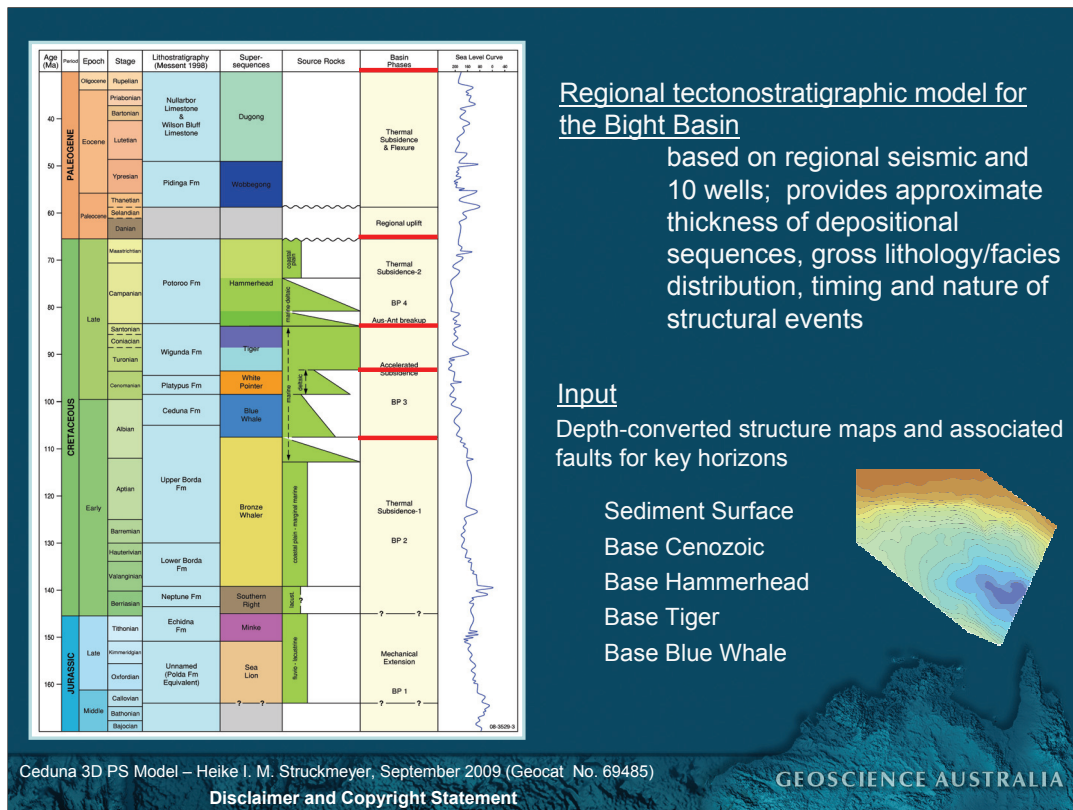 Age (Ma)
Period
Epoch
Stage
Lithostratigraphy (Messent 1998)
Super-sequences
Source Rocks
Basin Phases
Sea Level Curve
200 140 80 0 40
40
50
60
70
80
90
100
110
120
130
140
150
160
PALEOGENE
CRETACEOUS
JURASSIC
Oligocene
Eocene
Paleocene
Late
Early
Late
Middle
Rupelian
Priabonian
Bartonian
Lutetian
Ypresian
Thanetian
Selandian
Danian
Maastrichtian
Campanian
Santonian
Coniacian
Turonian
Cenomanian
Albian
Aptian
Barremian
Hauterivian
Valanginian
Berriasian
Tithonian
Kimmeridgian
Oxfordian
Callovian
Bathonian
Bajocian
Nullarbor
Limestone
&
Wilson Bluff
Limestone
Pidinga Fm
Potoroo Fm
Wigunda Fm
Platypus Fm
Ceduna Fm
Upper Borda
Fm
Lower Borda
Fm
Neptune Fm
Echidna
Fm
Unnamed
(Polda Fm
Equivalent)
Dugong
Wobbegong
Hammerhead
Tiger
White
Pointer
Blue
Whale
Bronze
Whaler
Southern
Right
Minke
Sea
Lion
? ?
coastal plain
marine-deltaic
marine
deltaic
coastal plain - marginal marine
lacust.
?
fluvio - lacustrine
Thermal
Subsidence
& Flexure
Regional uplift
Thermal
Subsidence-2
BP 4
Aus-Ant breakup
Accelerated
Subsidence
BP 3
Thermal
Subsidence-1
BP 2
? ?
Mechanical
Extension
BP 1
? ?
08-3529-3
Regional tectonostratigraphic model for
the Bight Basin
based on regional seismic and
10 wells; provides approximate
thickness of depositional
sequences, gross lithology/facies
distribution, timing and nature of
structural events
Input
Depth-converted structure maps and associated
faults for key horizons
Sediment Surface
Base Cenozoic
Base Hammerhead
Base Tiger
Base Blue Whale
Ceduna 3D PS Model – Heike I. M. Struckmeyer, September 2009 (Geocat No. 69485)
Disclaimer and Copyright Statement
GEOSCIENCE AUSTRALIA